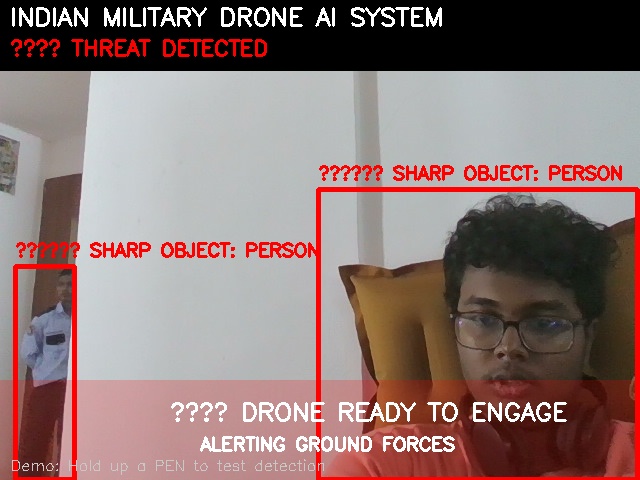 INDIAN MILITARY DRONE AI SYSTEM
???? THREAT DETECTED
?????? SHARP OBJECT: PERSON
?????? SHARP OBJECT: PERSON
???? DRONE READY TO ENGAGE
ALERTING GROUND FORCES
Demo: Hold up a PEN to test detection